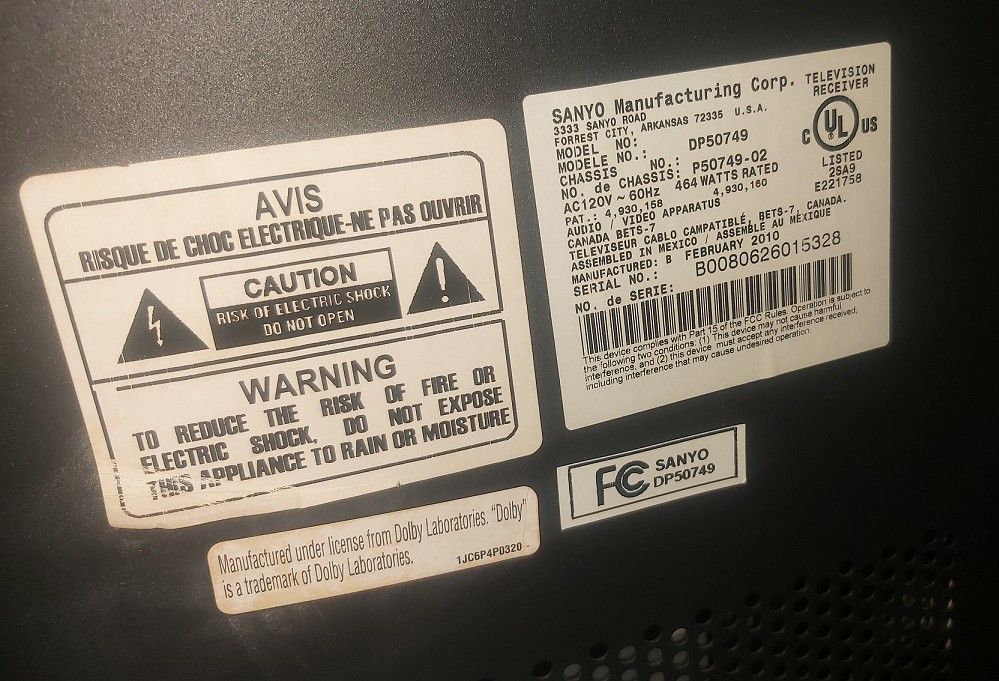 AVIS
RISQUE DE CHOC ELECTRIQUE-NE PAS OUVRIR
CAUTION
RISK OF ELECTRIC SHOCK
DO NOT OPEN
WARNING
TO REDUCE THE RISK OF FIRE OR
ELECTRIC SHOCK, DO NOT EXPOSE
THIS APPLIANCE TO RAIN OR MOISTURE
Manufactured under license from Dolby Laboratories. "Dolby"
is a trademark of Dolby Laboratories.
1JC6P4P0320
SANYO Manufacturing Corp.
3333 SANYO ROAD
FORREST CITY, ARKANSAS 72335 U.S.A.
MODEL NO:
MODELE NO.: DP50749
CHASSIS NO.:
NO. de CHASSIS: P50749-02
AC120V ~ 60Hz 464 WATTS RATED
PAT.: 4,930,158 4,930,160
AUDIO / VIDEO APPARATUS
CANADA BETS-7
TELEVISEUR CABLO CAMPATIBLÉ, BETS-7, CANADA.
ASSEMBLED IN MEXICO / ASSEMBLÉ AU MÉXIQUE
MANUFACTURED: B FEBRUARY 2010
SERIAL NO.: B0080626015328
NO. de SERIE:
TELEVISION
RECEIVER
C UL US
LISTED
2SA9
E221758
This device complies with Part 15 of the FCC Rules. Operation is subject to
the following two conditions: (1) This device may not cause harmful
interference, and (2) this device must accept any interference received,
including interference that may cause undesired operation.
FC SANYO
DP50749